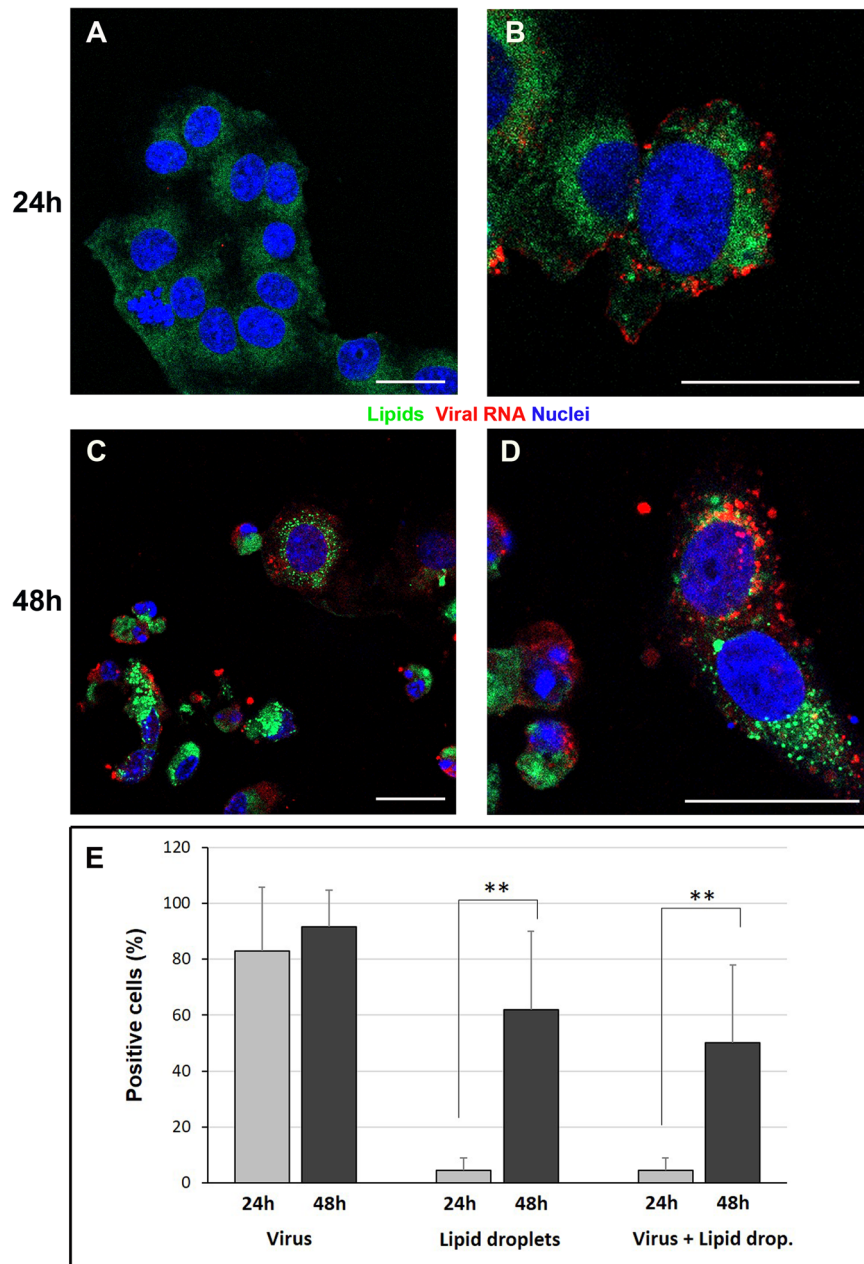 A
B
24h
Lipids Viral RNA Nuclei
C
D
48h
E
120
100
80
60
40
20
0
Positive cells (%)
**
**
24h 48h 24h 48h 24h 48h
Virus Lipid droplets Virus + Lipid drop.